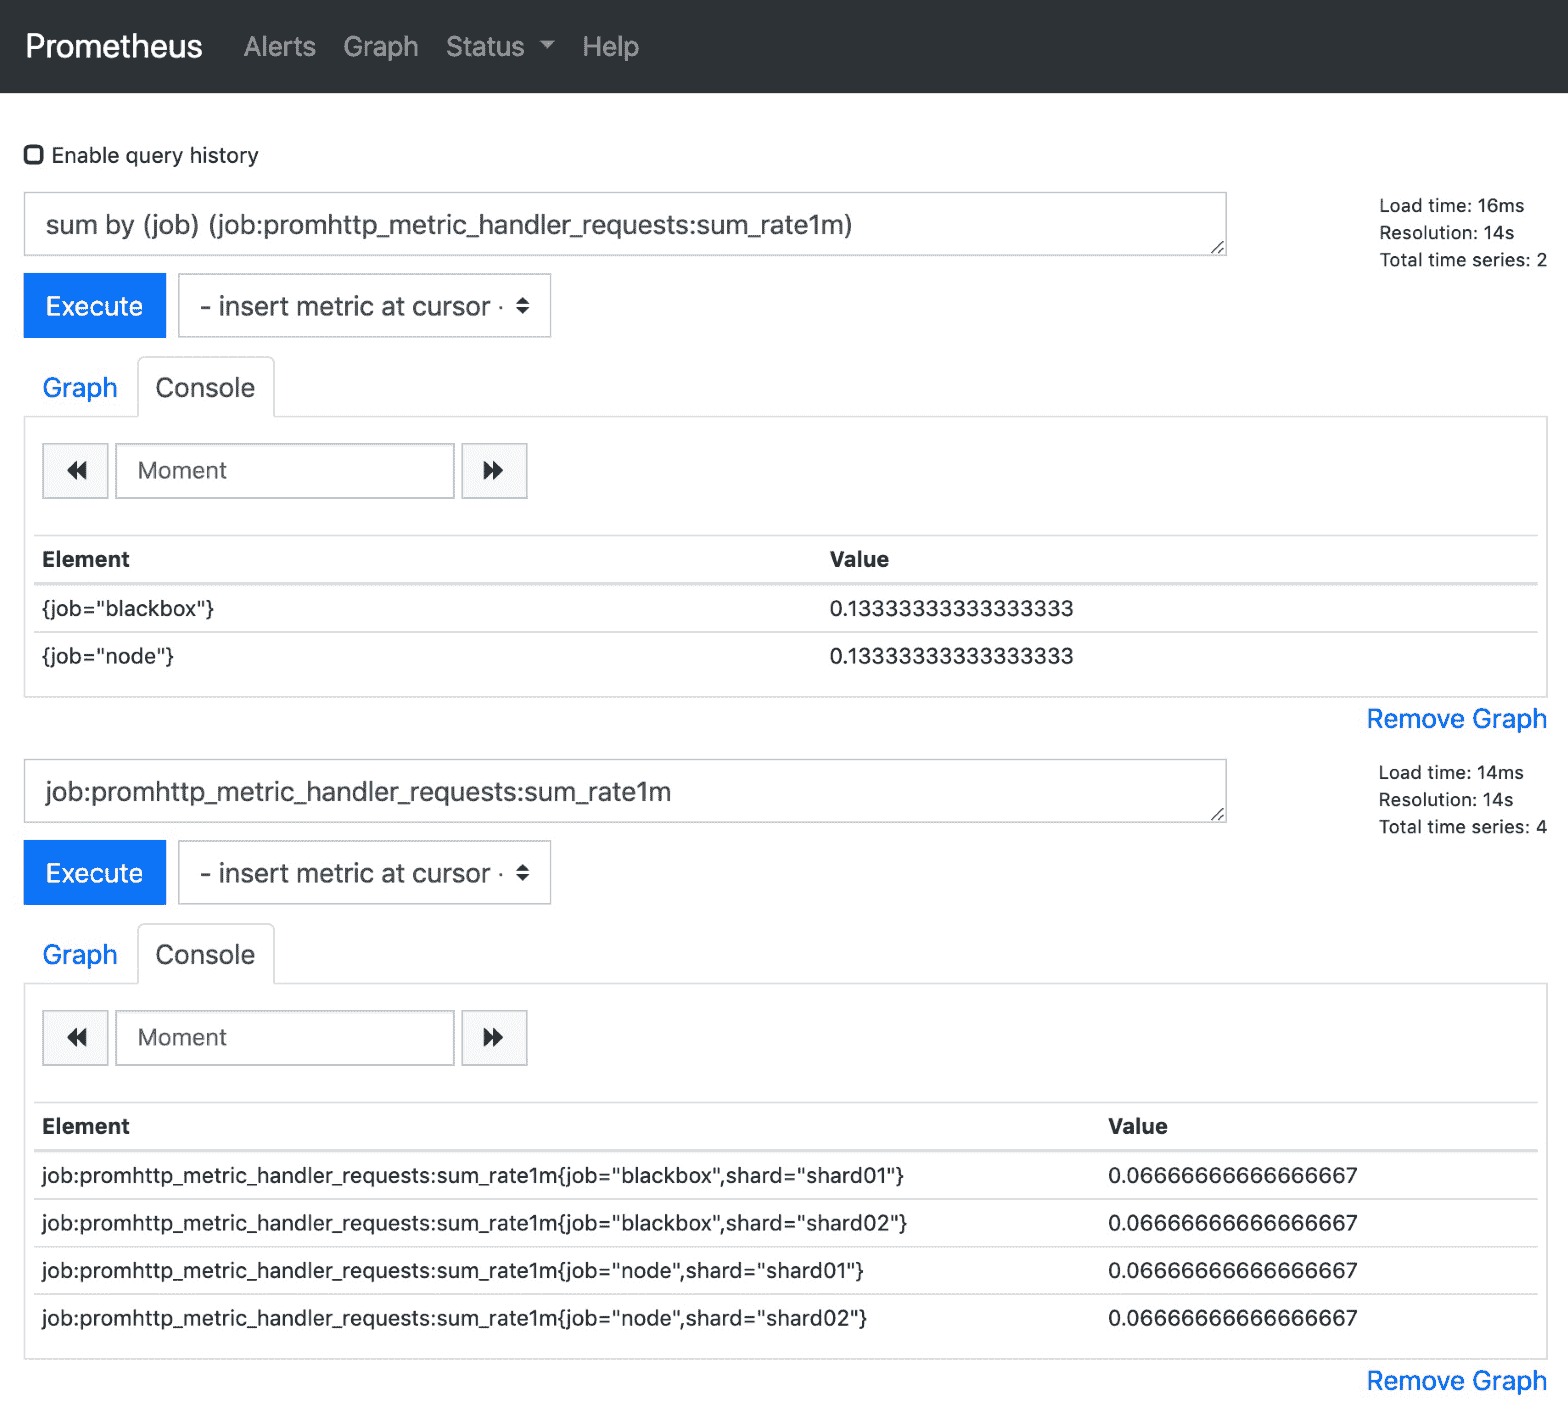 Prometheus Alerts Graph Status Help
Enable query history
sum by (job) (job:promhttp_metric_handler_requests:sum_rate1m)
Load time: 16ms
Resolution: 14s
Total time series: 2
Execute - insert metric at cursor -
Graph Console
Moment
Element Value
{job="blackbox"} 0.13333333333333333
{job="node"} 0.13333333333333333
Remove Graph
job:promhttp_metric_handler_requests:sum_rate1m
Load time: 14ms
Resolution: 14s
Total time series: 4
Execute - insert metric at cursor -
Graph Console
Moment
Element Value
job:promhttp_metric_handler_requests:sum_rate1m{job="blackbox",shard="shard01"} 0.06666666666666667
job:promhttp_metric_handler_requests:sum_rate1m{job="blackbox",shard="shard02"} 0.06666666666666667
job:promhttp_metric_handler_requests:sum_rate1m{job="node",shard="shard01"} 0.06666666666666667
job:promhttp_metric_handler_requests:sum_rate1m{job="node",shard="shard02"} 0.06666666666666667
Remove Graph